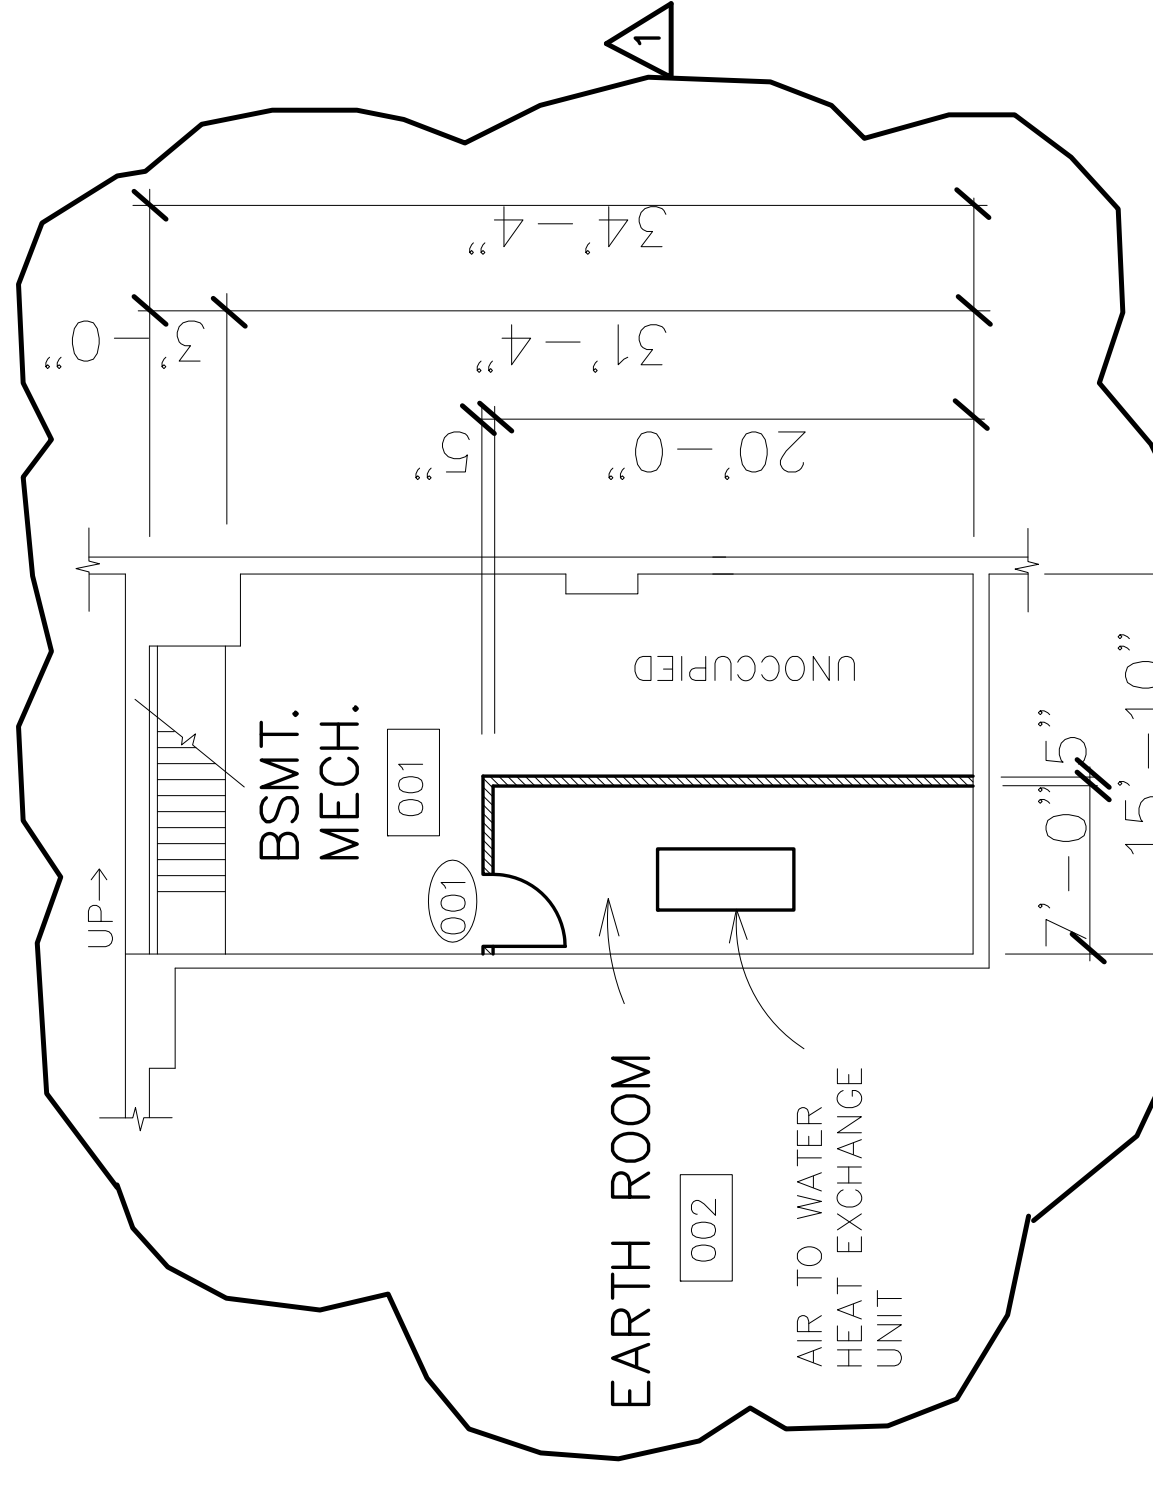 1
34'-4"
3'-0"
31'-4"
5"
20'-0"
UNOCCUPIED
BSMT.
MECH.
001
UP
001
5"
7'-0"
15'-10"
EARTH ROOM
002
AIR TO WATER
HEAT EXCHANGE
UNIT